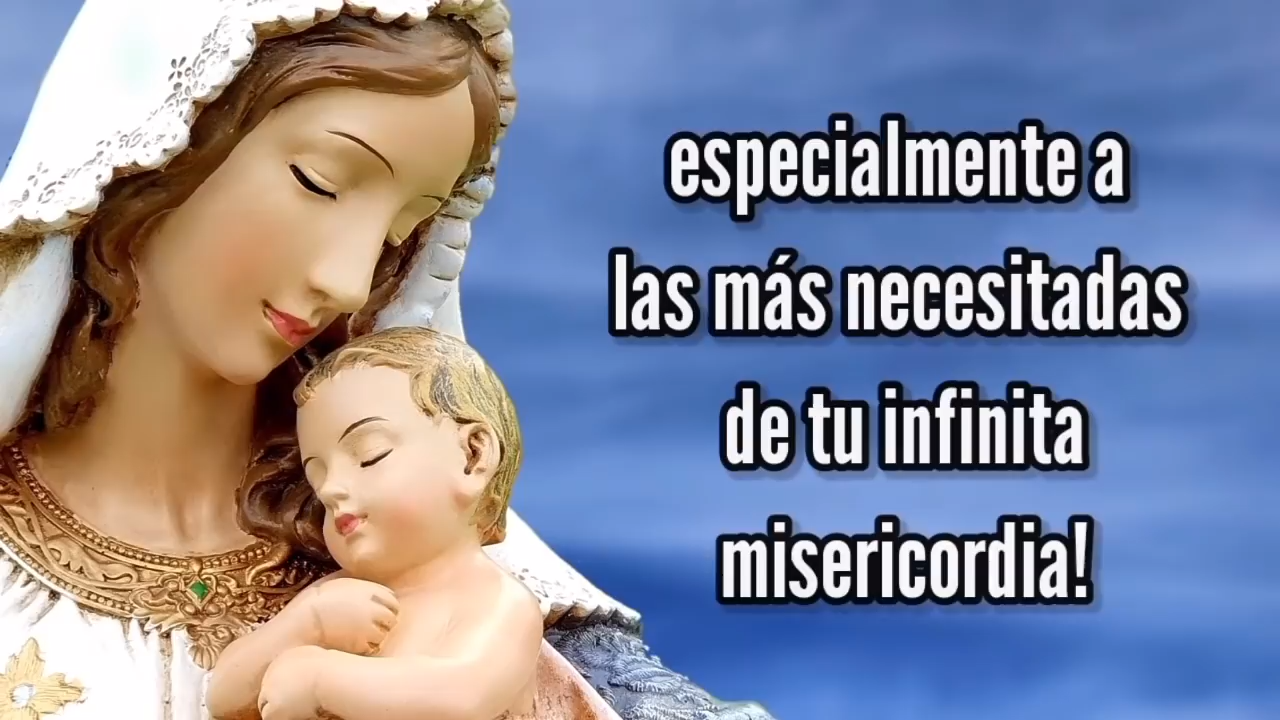 especialmente a
las más necesitadas
de tu infinita
misericordia!